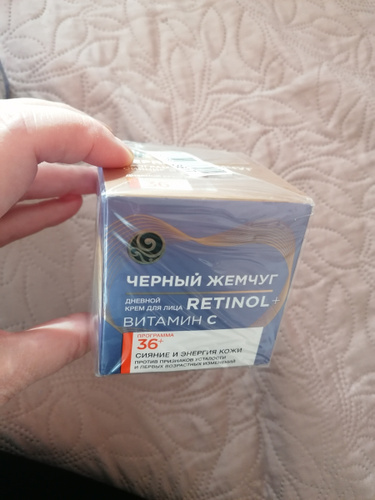 ЧЕРНЫЙ ЖЕМЧУГ
ДНЕВНОЙ
КРЕМ ДЛЯ ЛИЦА RETINOL+
ВИТАМИН С
ПРОГРАММА
36+
СИЯНИЕ И ЭНЕРГИЯ КОЖИ
ПРОТИВ ПРИЗНАКОВ УСТАЛОСТИ
И ПЕРВЫХ ВОЗРАСТНЫХ ИЗМЕНЕНИЙ